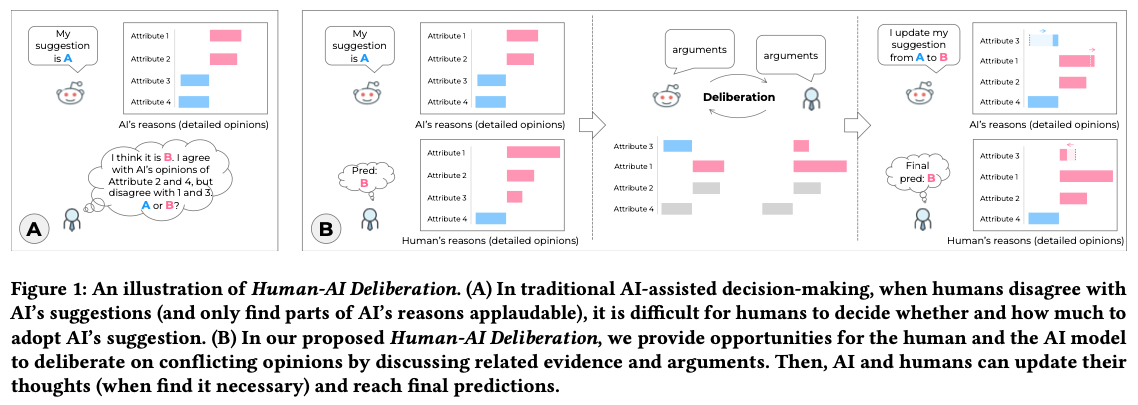 My
suggestion
is A
Attribute 1
Attribute 2
Attribute 3
Attribute 4
AI's reasons (detailed opinions)
I think it is B. I agree
with AI's opinions of
Attribute 2 and 4, but
disagree with 1 and 3.
A or B?
A
My
suggestion
is A
Attribute 1
Attribute 2
Attribute 3
Attribute 4
AI's reasons (detailed opinions)
Pred:
B
Attribute 1
Attribute 2
Attribute 3
Attribute 4
Human's reasons (detailed opinions)
B
arguments
arguments
Deliberation
Attribute 3
Attribute 1
Attribute 2
Attribute 4
I update my
suggestion
from A to B
Attribute 3
Attribute 1
Attribute 2
Attribute 4
AI's reasons (detailed opinions)
Final
pred: B
Attribute 3
Attribute 1
Attribute 2
Attribute 4
Human's reasons (detailed opinions)
Figure 1: An illustration of Human-AI Deliberation. (A) In traditional AI-assisted decision-making, when humans disagree with
AI's suggestions (and only find parts of AI's reasons applaudable), it is difficult for humans to decide whether and how much to
adopt AI's suggestion. (B) In our proposed Human-AI Deliberation, we provide opportunities for the human and the AI model
to deliberate on conflicting opinions by discussing related evidence and arguments. Then, AI and humans can update their
thoughts (when find it necessary) and reach final predictions.